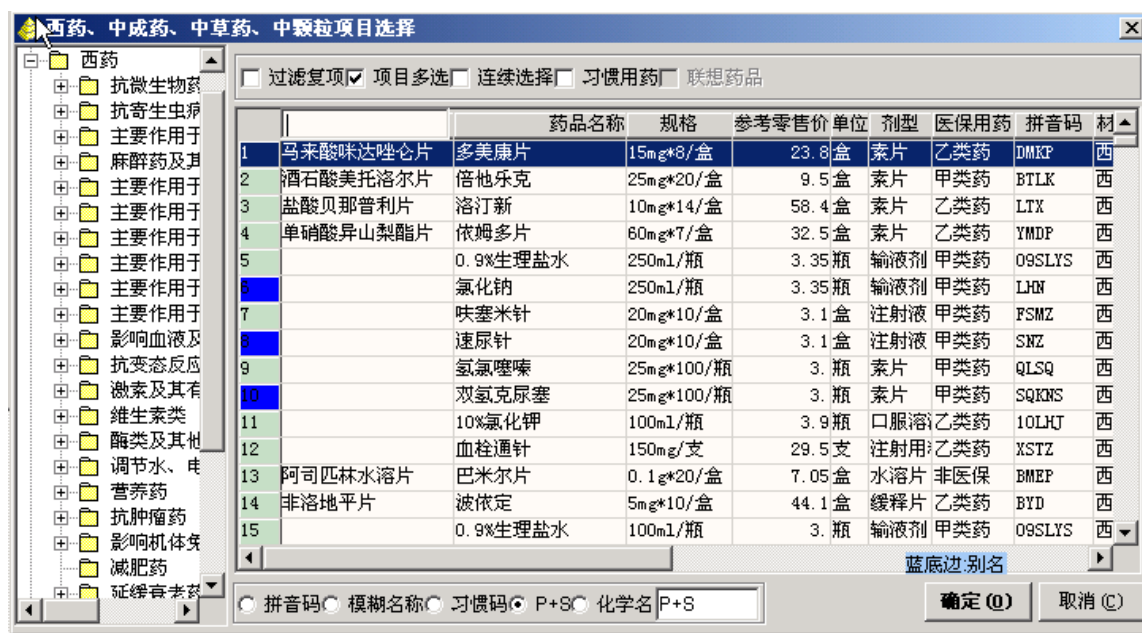 西药、中成药、中草药、中颗粒项目选择
西药
抗微生物药
抗寄生虫病
主要作用于
麻醉药及其
主要作用于
主要作用于
主要作用于
主要作用于
主要作用于
主要作用于
影响血液及
抗变态反应
激素及其有
维生素类
酶类及其他
调节水、电
营养药
抗肿瘤药
影响机体免
减肥药
延缓衰老药
过滤复项 项目多选 连续选择 习惯用药 联想药品
药品名称 规格 参考零售价 单位 剂型 医保用药 拼音码 材
1 马来酸咪达唑仑片 多美康片 15mg*8/盒 23.8 盒 素片 乙类药 DMKP 西
2 酒石酸美托洛尔片 倍他乐克 25mg*20/盒 9.5 盒 素片 甲类药 BTLK 西
3 盐酸贝那普利片 洛汀新 10mg*14/盒 58.4 盒 素片 乙类药 LTX 西
4 单硝酸异山梨酯片 依姆多片 60mg*7/盒 32.5 盒 素片 乙类药 YMDP 西
5 0.9%生理盐水 250ml/瓶 3.35 瓶 输液剂 甲类药 09SLYS 西
6 氯化钠 250ml/瓶 3.35 瓶 输液剂 甲类药 LHN 西
7 呋塞米针 20mg*10/盒 3.1 盒 注射液 甲类药 FSMZ 西
8 速尿针 20mg*10/盒 3.1 盒 注射液 甲类药 SNZ 西
9 氢氯噻嗪 25mg*100/瓶 3. 瓶 素片 甲类药 QLSQ 西
10 双氢克尿塞 25mg*100/瓶 3. 瓶 素片 甲类药 SQKNS 西
11 10%氯化钾 100ml/瓶 3.9 瓶 口服溶 乙类药 10LHJ 西
12 血栓通针 150mg/支 29.5 支 注射用 乙类药 XSTZ 西
13 阿司匹林水溶片 巴米尔片 0.1g*20/盒 7.05 盒 水溶片 非医保 BMEP 西
14 非洛地平片 波依定 5mg*10/盒 44.1 盒 缓释片 乙类药 BYD 西
15 0.9%生理盐水 100ml/瓶 3. 瓶 输液剂 甲类药 09SLYS 西
蓝底边:别名
拼音码 模糊名称 习惯码 P+S 化学名 P+S 确定(O) 取消(C)